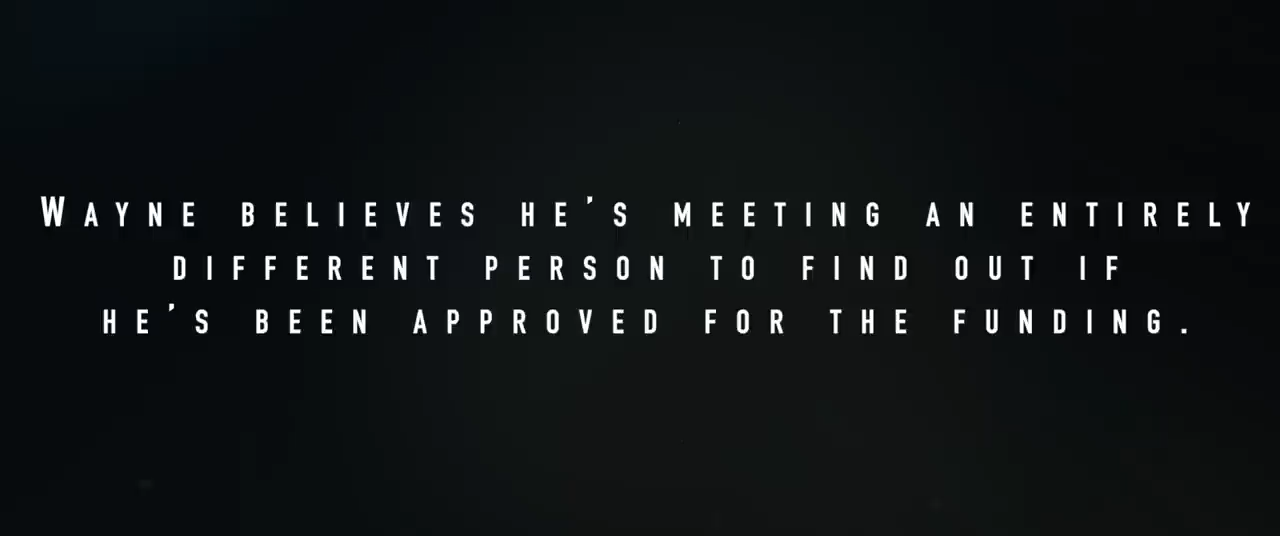 WAYNE BELIEVES HE'S MEETING AN ENTIRELY
DIFFERENT PERSON TO FIND OUT IF
HE'S BEEN APPROVED FOR THE FUNDING.